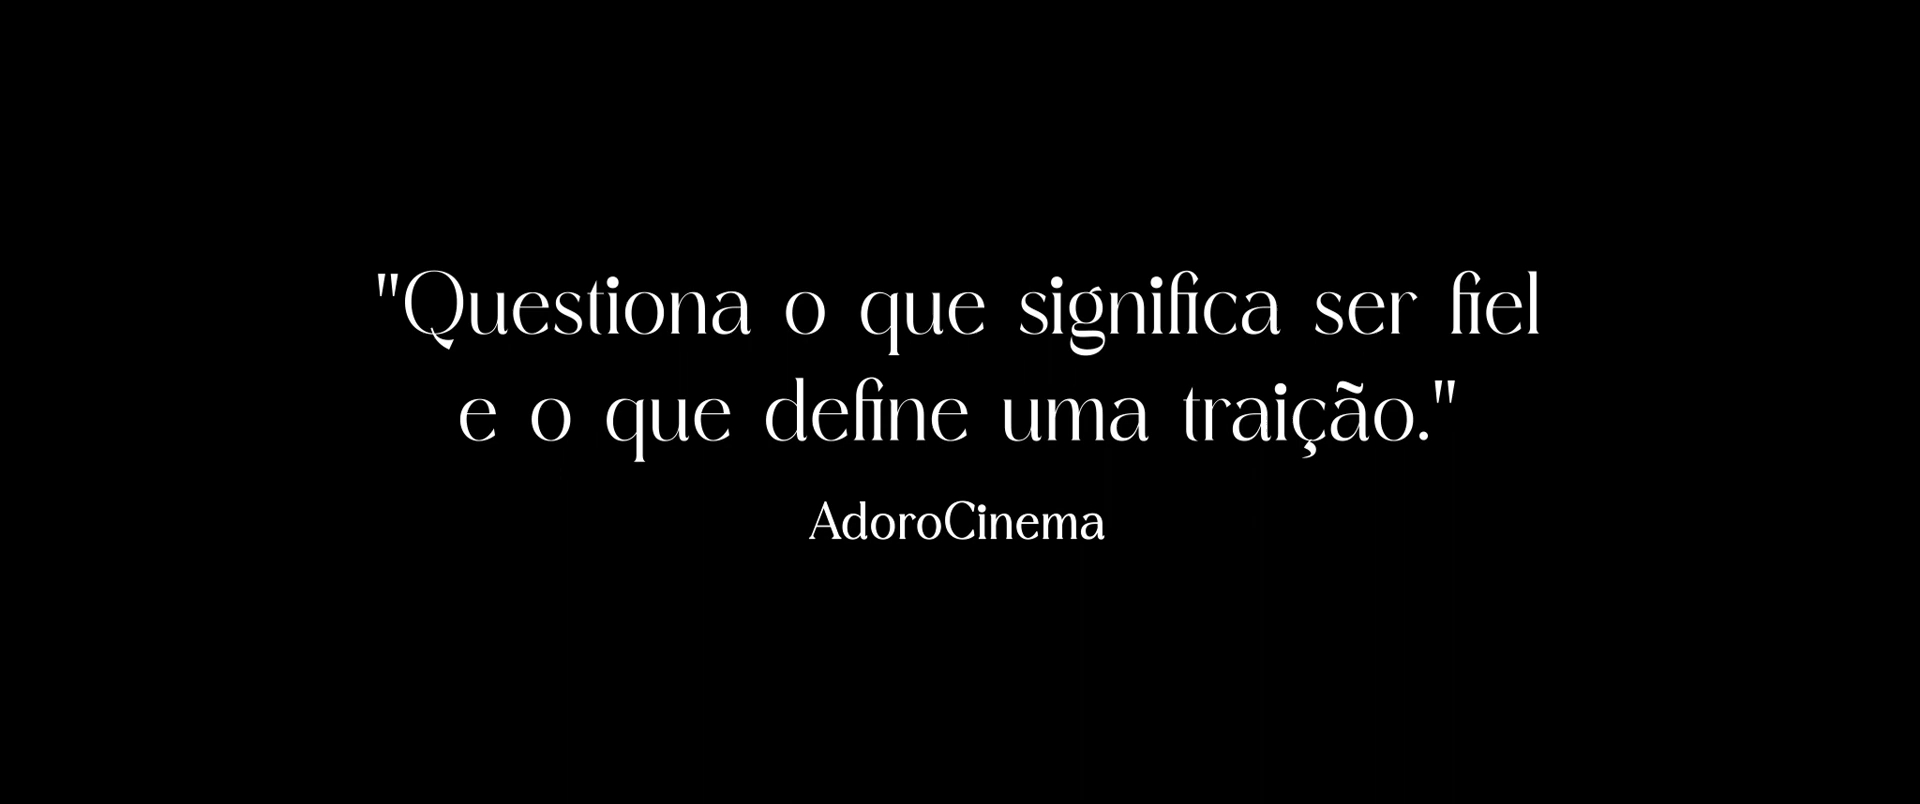 "Questiona o que significa ser fiel
e o que define uma traição."
AdoroCinema